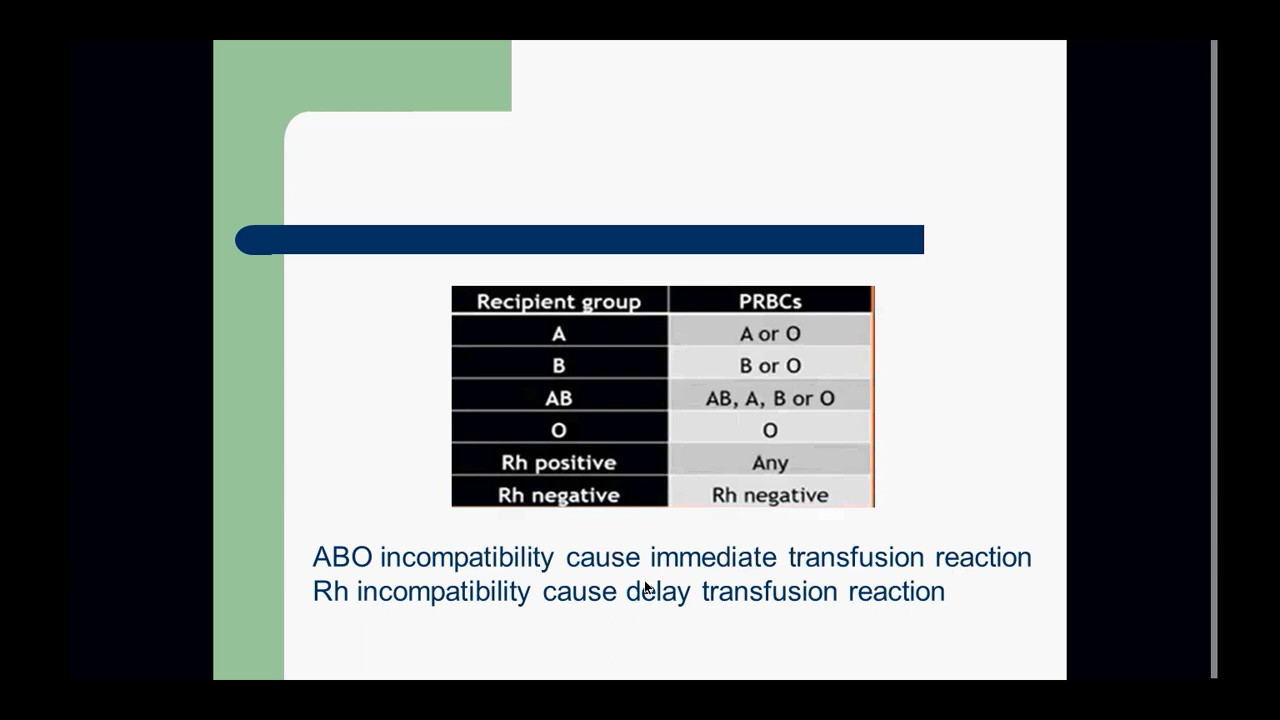 Recipient group PRBCs
A A or O
B B or O
AB AB, A, B or O
O O
Rh positive Any
Rh negative Rh negative
ABO incompatibility cause immediate transfusion reaction
Rh incompatibility cause delay transfusion reaction